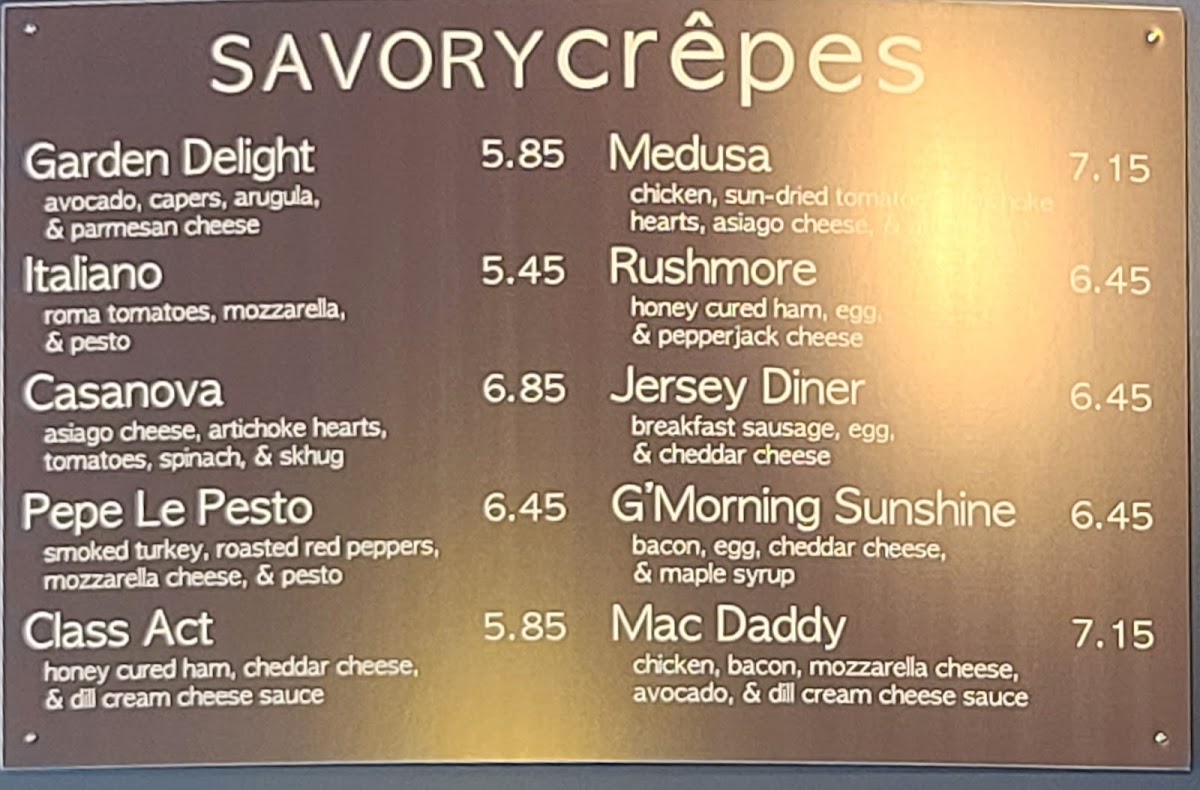 SAVORY crêpes
Garden Delight 5.85
avocado, capers, arugula,
& parmesan cheese
Italiano 5.45
roma tomatoes, mozzarella,
& pesto
Casanova 6.85
asiago cheese, artichoke hearts,
tomatoes, spinach, & skhug
Pepe Le Pesto 6.45
smoked turkey, roasted red peppers,
mozzarella cheese, & pesto
Class Act 5.85
honey cured ham, cheddar cheese,
& dill cream cheese sauce
Medusa 7.15
chicken, sun-dried
hearts, asiago cheese, &
Rushmore 6.45
honey cured ham, egg,
& pepperjack cheese
Jersey Diner 6.45
breakfast sausage, egg,
& cheddar cheese
G'Morning Sunshine 6.45
bacon, egg, cheddar cheese,
& maple syrup
Mac Daddy 7.15
chicken, bacon, mozzarella cheese,
avocado, & dill cream cheese sauce